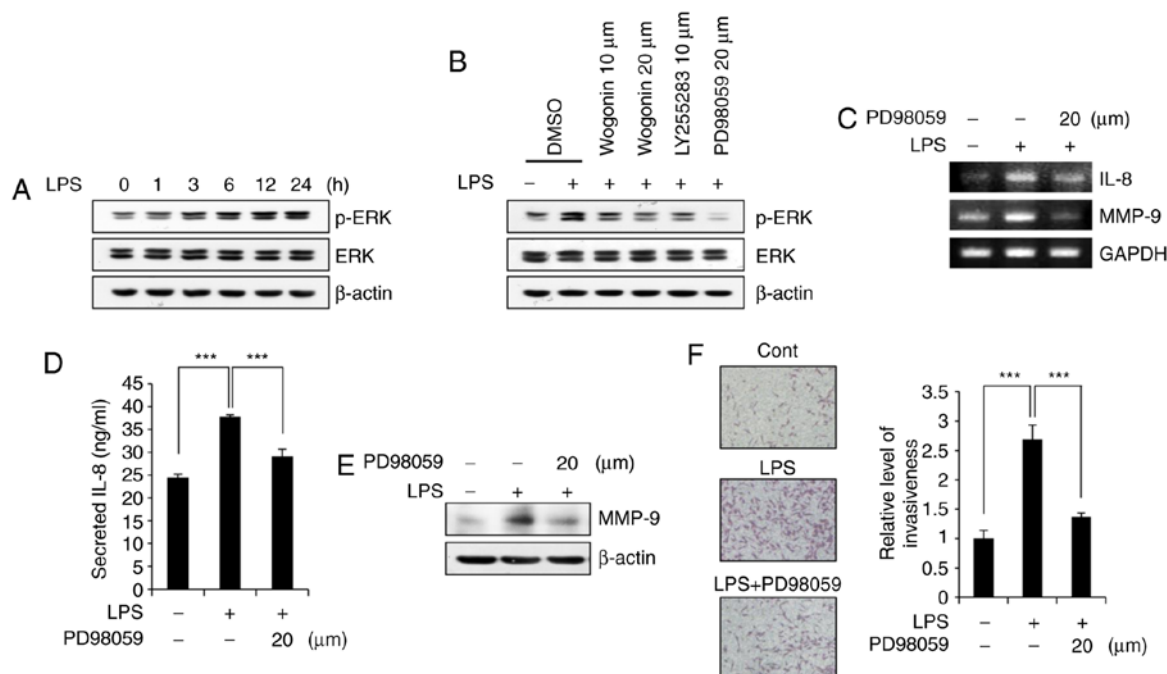 A
LPS 0 1 3 6 12 24 (h)
p-ERK
ERK
β-actin
B
DMSO
Wogonin 10 μm
Wogonin 20 μm
LY255283 10 μm
PD98059 20 μm
LPS − + + + + +
p-ERK
ERK
β-actin
C
PD98059 − − 20 (μm)
LPS − + +
IL-8
MMP-9
GAPDH
D
*** ***
Secreted IL-8 (ng/ml)
45
40
35
30
25
20
15
10
5
0
LPS − + +
PD98059 − − 20 (μm)
E
PD98059 − − 20 (μm)
LPS − + +
MMP-9
β-actin
F
Cont
LPS
LPS+PD98059
*** ***
Relative level of
invasiveness
3.5
3
2.5
2
1.5
1
0.5
0
LPS − + +
PD98059 − − 20 (μm)